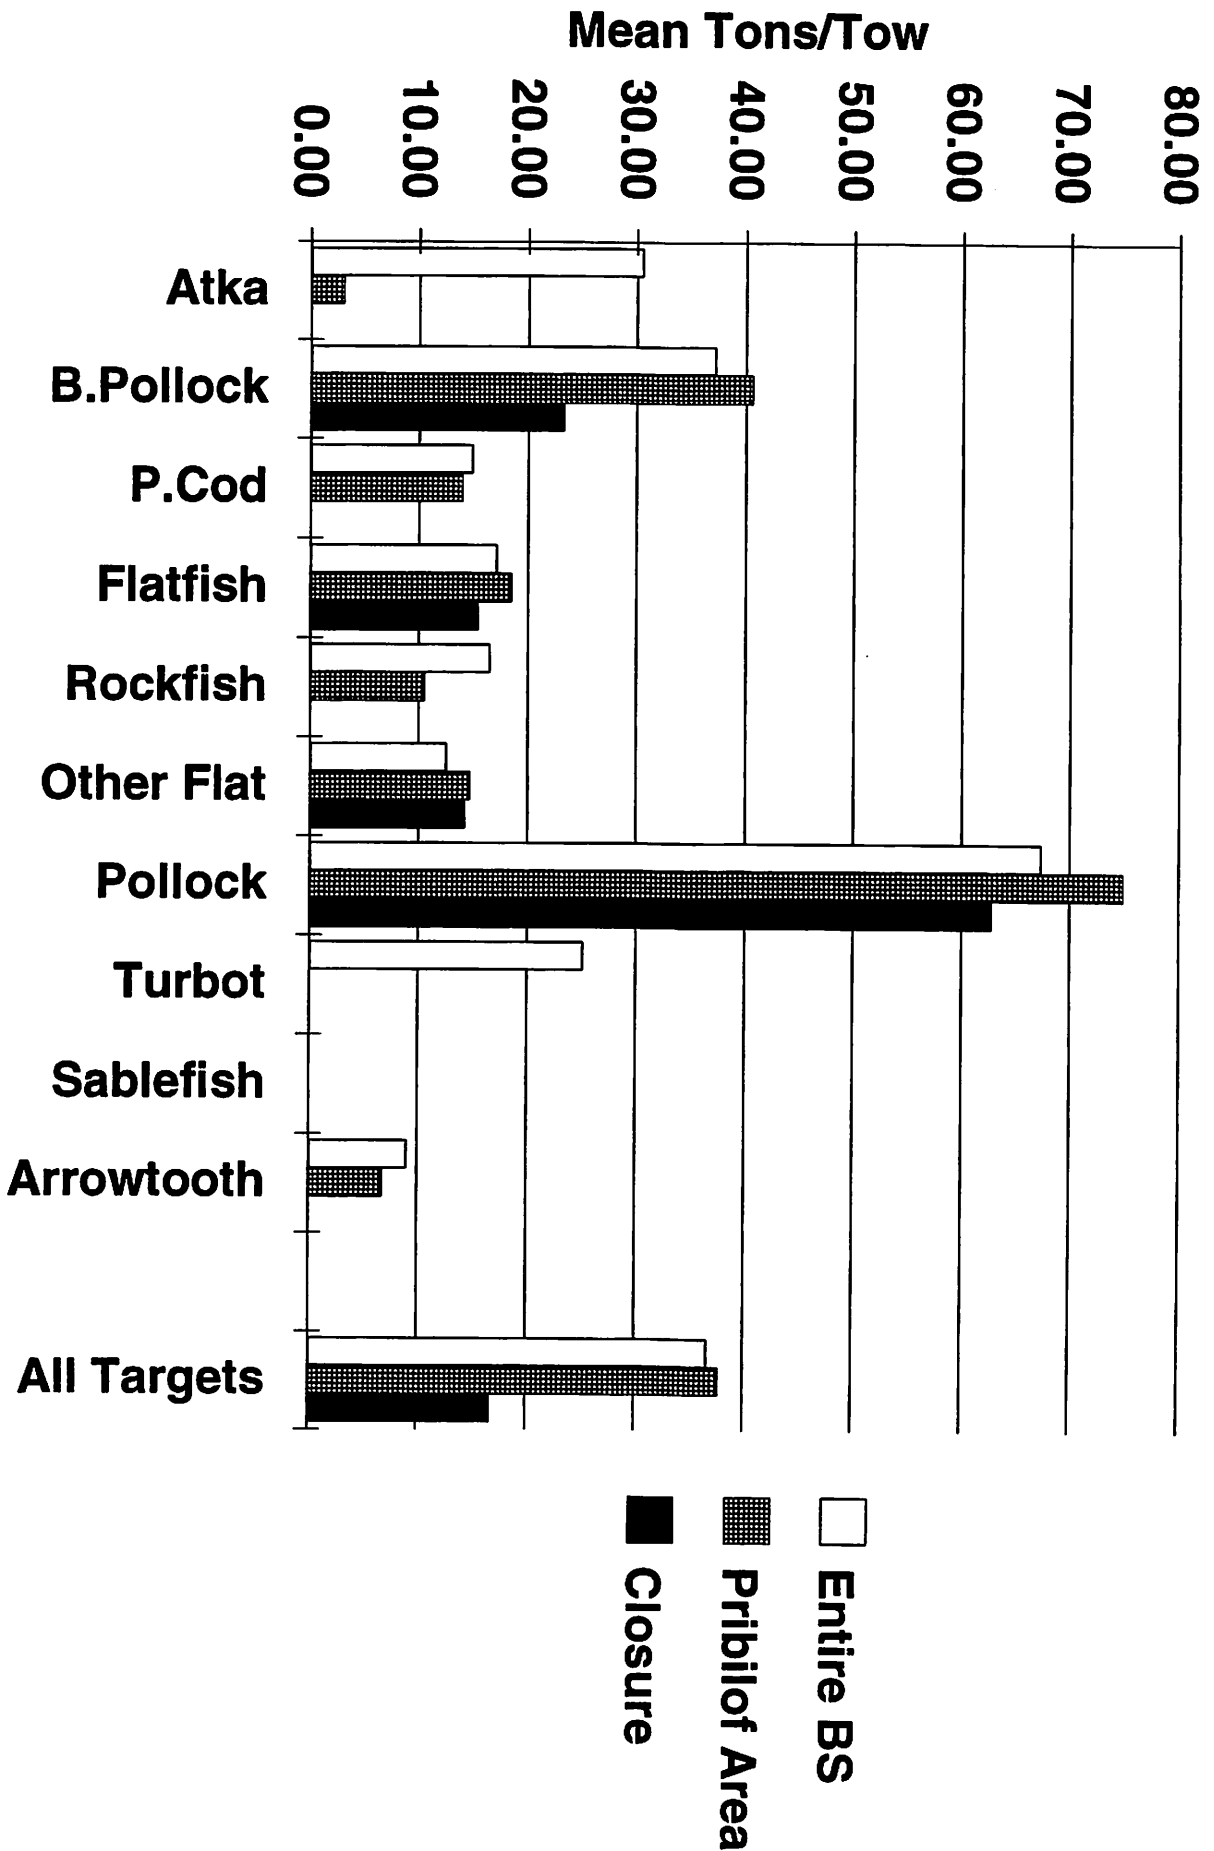 Mean Tons/Tow
0.00
10.00
20.00
30.00
40.00
50.00
60.00
70.00
80.00
Atka
B.Pollock
P.Cod
Flatfish
Rockfish
Other Flat
Pollock
Turbot
Sablefish
Arrowtooth
All Targets
Entire BS
Pribilof Area
Closure